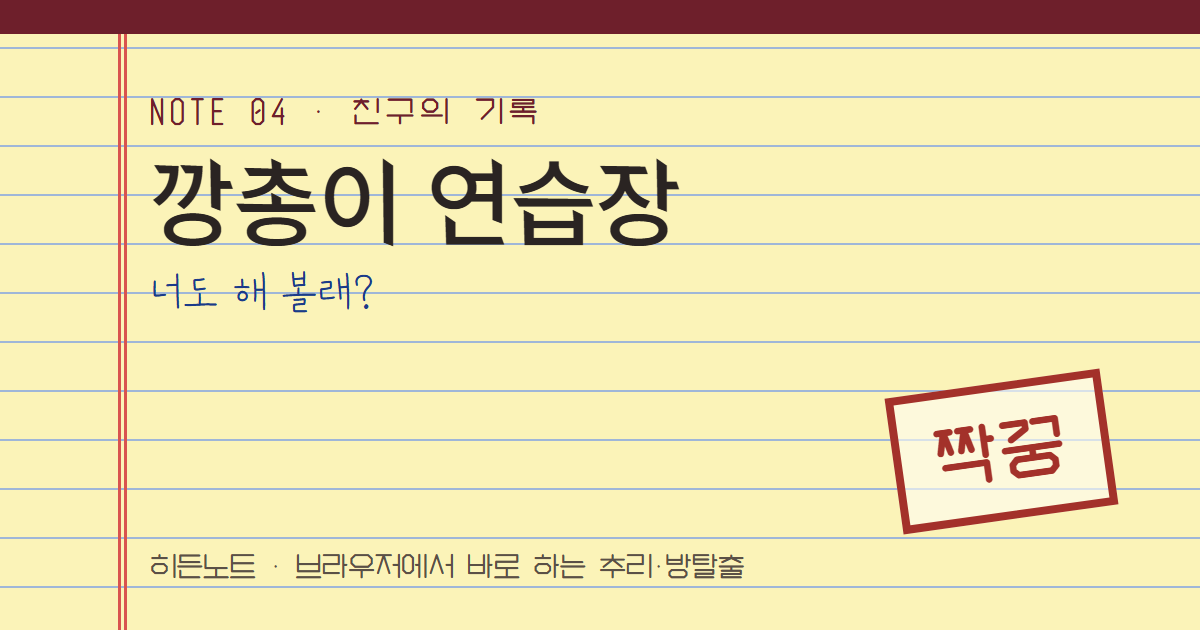 NOTE 04 · 친구의 기록
깡총이 연습장
너도 해 볼래?
짝꿍
히든노트 · 브라우저에서 바로 하는 추리·방탈출